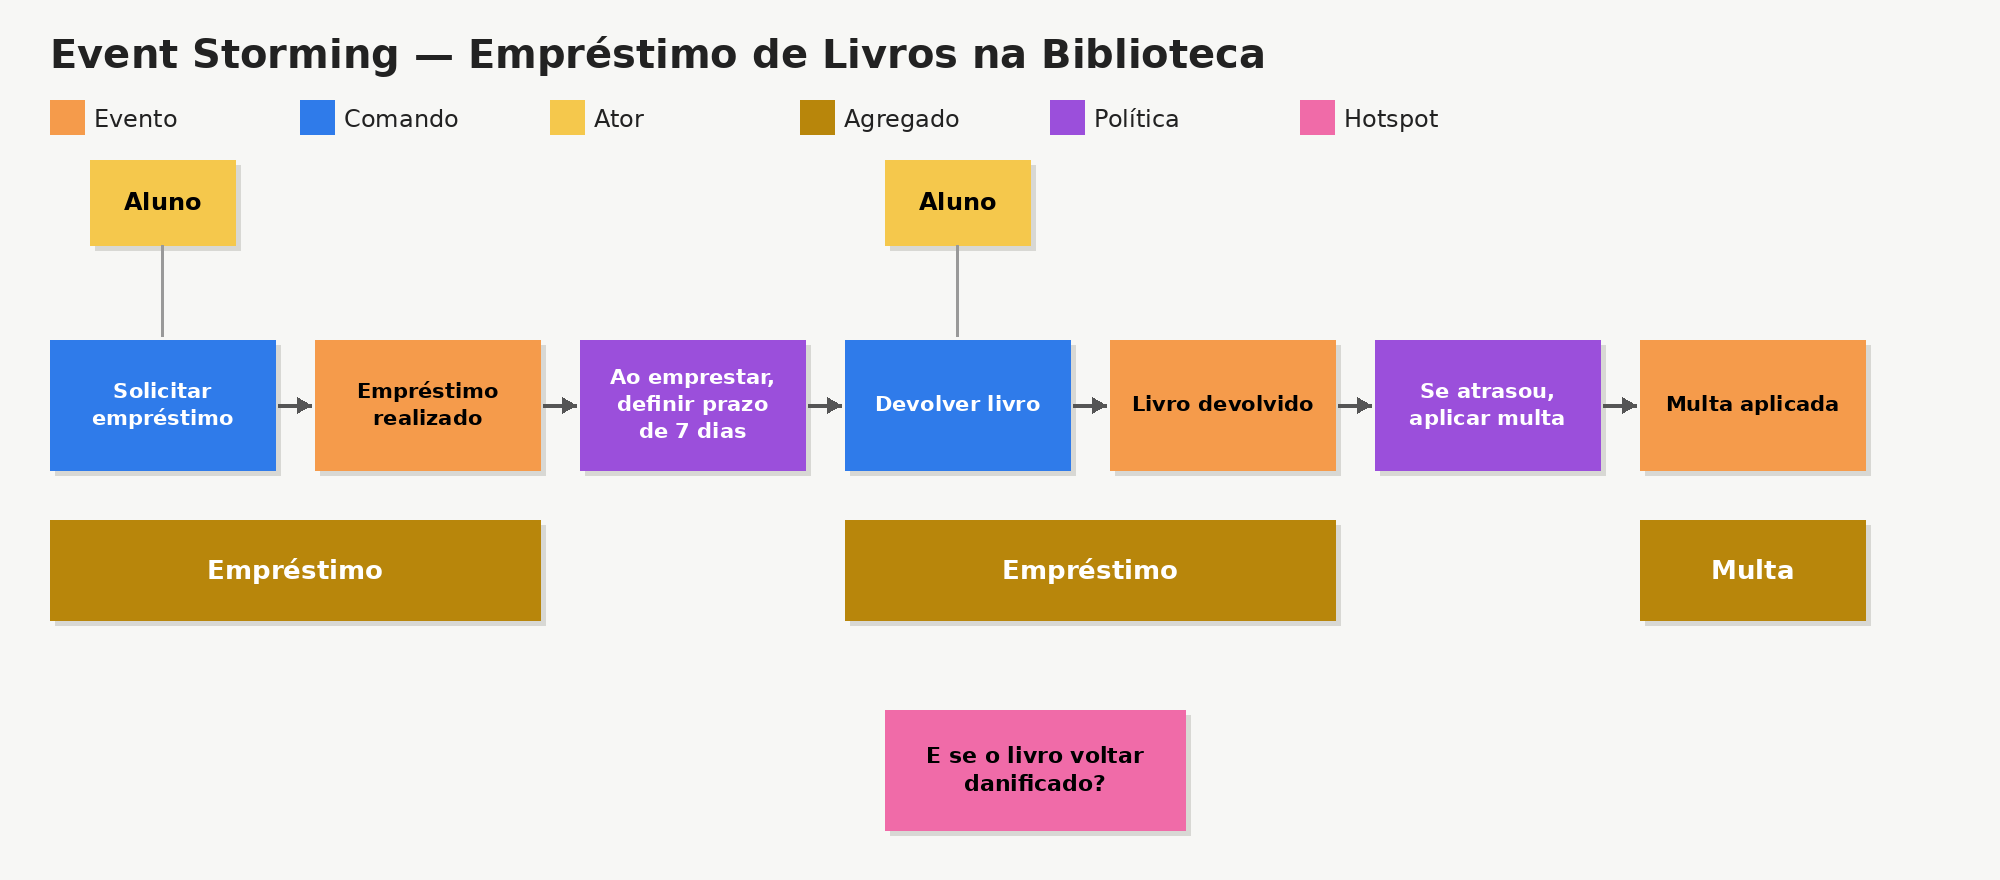 Event Storming — Empréstimo de Livros na Biblioteca
Evento
Comando
Ator
Agregado
Política
Hotspot
Aluno
Aluno
Solicitar
empréstimo
Empréstimo
realizado
Ao emprestar,
definir prazo
de 7 dias
Devolver livro
Livro devolvido
Se atrasou,
aplicar multa
Multa aplicada
Empréstimo
Empréstimo
Multa
E se o livro voltar
danificado?